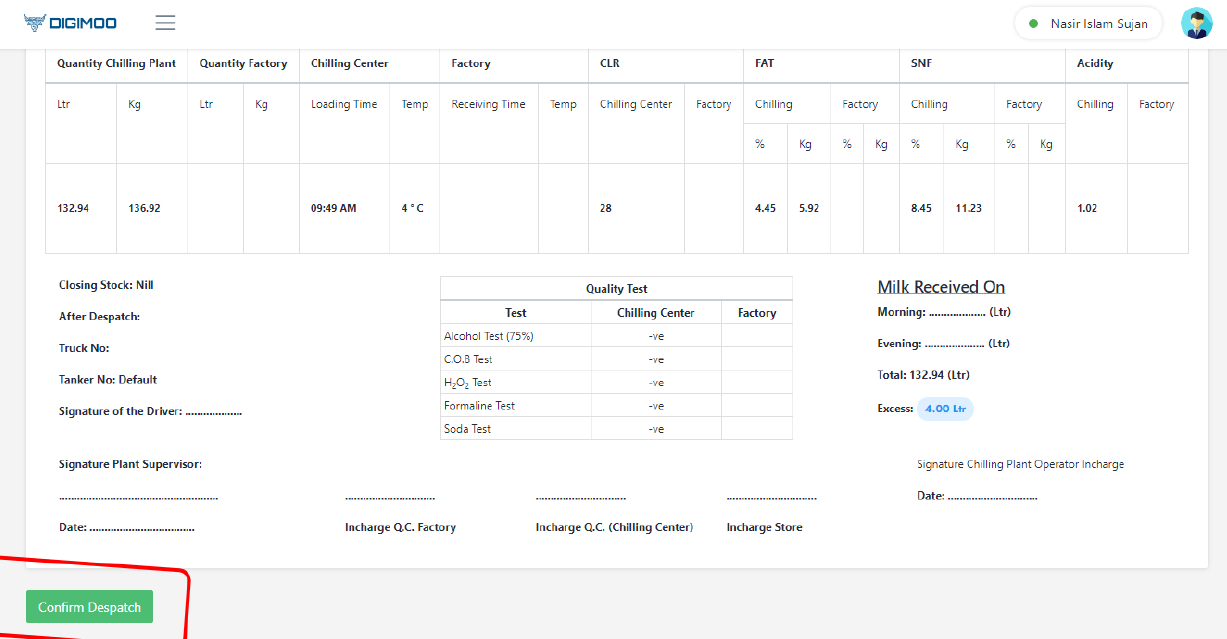 DIGIMOO
Nasir Islam Sujan
Quantity Chilling Plant Quantity Factory Chilling Center Factory CLR FAT SNF Acidity
Ltr Kg Ltr Kg Loading Time Temp Receiving Time Temp Chilling Center Factory Chilling Factory Chilling Factory Chilling Factory
% Kg % Kg % Kg % Kg
132.94 136.92 09:49 AM 4 ° C 28 4.45 5.92 8.45 11.23 1.02
Closing Stock: Nill
After Despatch:
Truck No:
Tanker No: Default
Signature of the Driver: ...................
Quality Test
Test Chilling Center Factory
Alcohol Test (75%) -ve
C.O.B Test -ve
H₂O₂ Test -ve
Formaline Test -ve
Soda Test -ve
Milk Received On
Morning: ................... (Ltr)
Evening: .................... (Ltr)
Total: 132.94 (Ltr)
Excess: 4.00 Ltr
Signature Plant Supervisor:
Signature Chilling Plant Operator Incharge
..................................................... .............................. .............................. ..............................
Date: ..............................
Date: ................................... Incharge Q.C. Factory Incharge Q.C. (Chilling Center) Incharge Store
Confirm Despatch